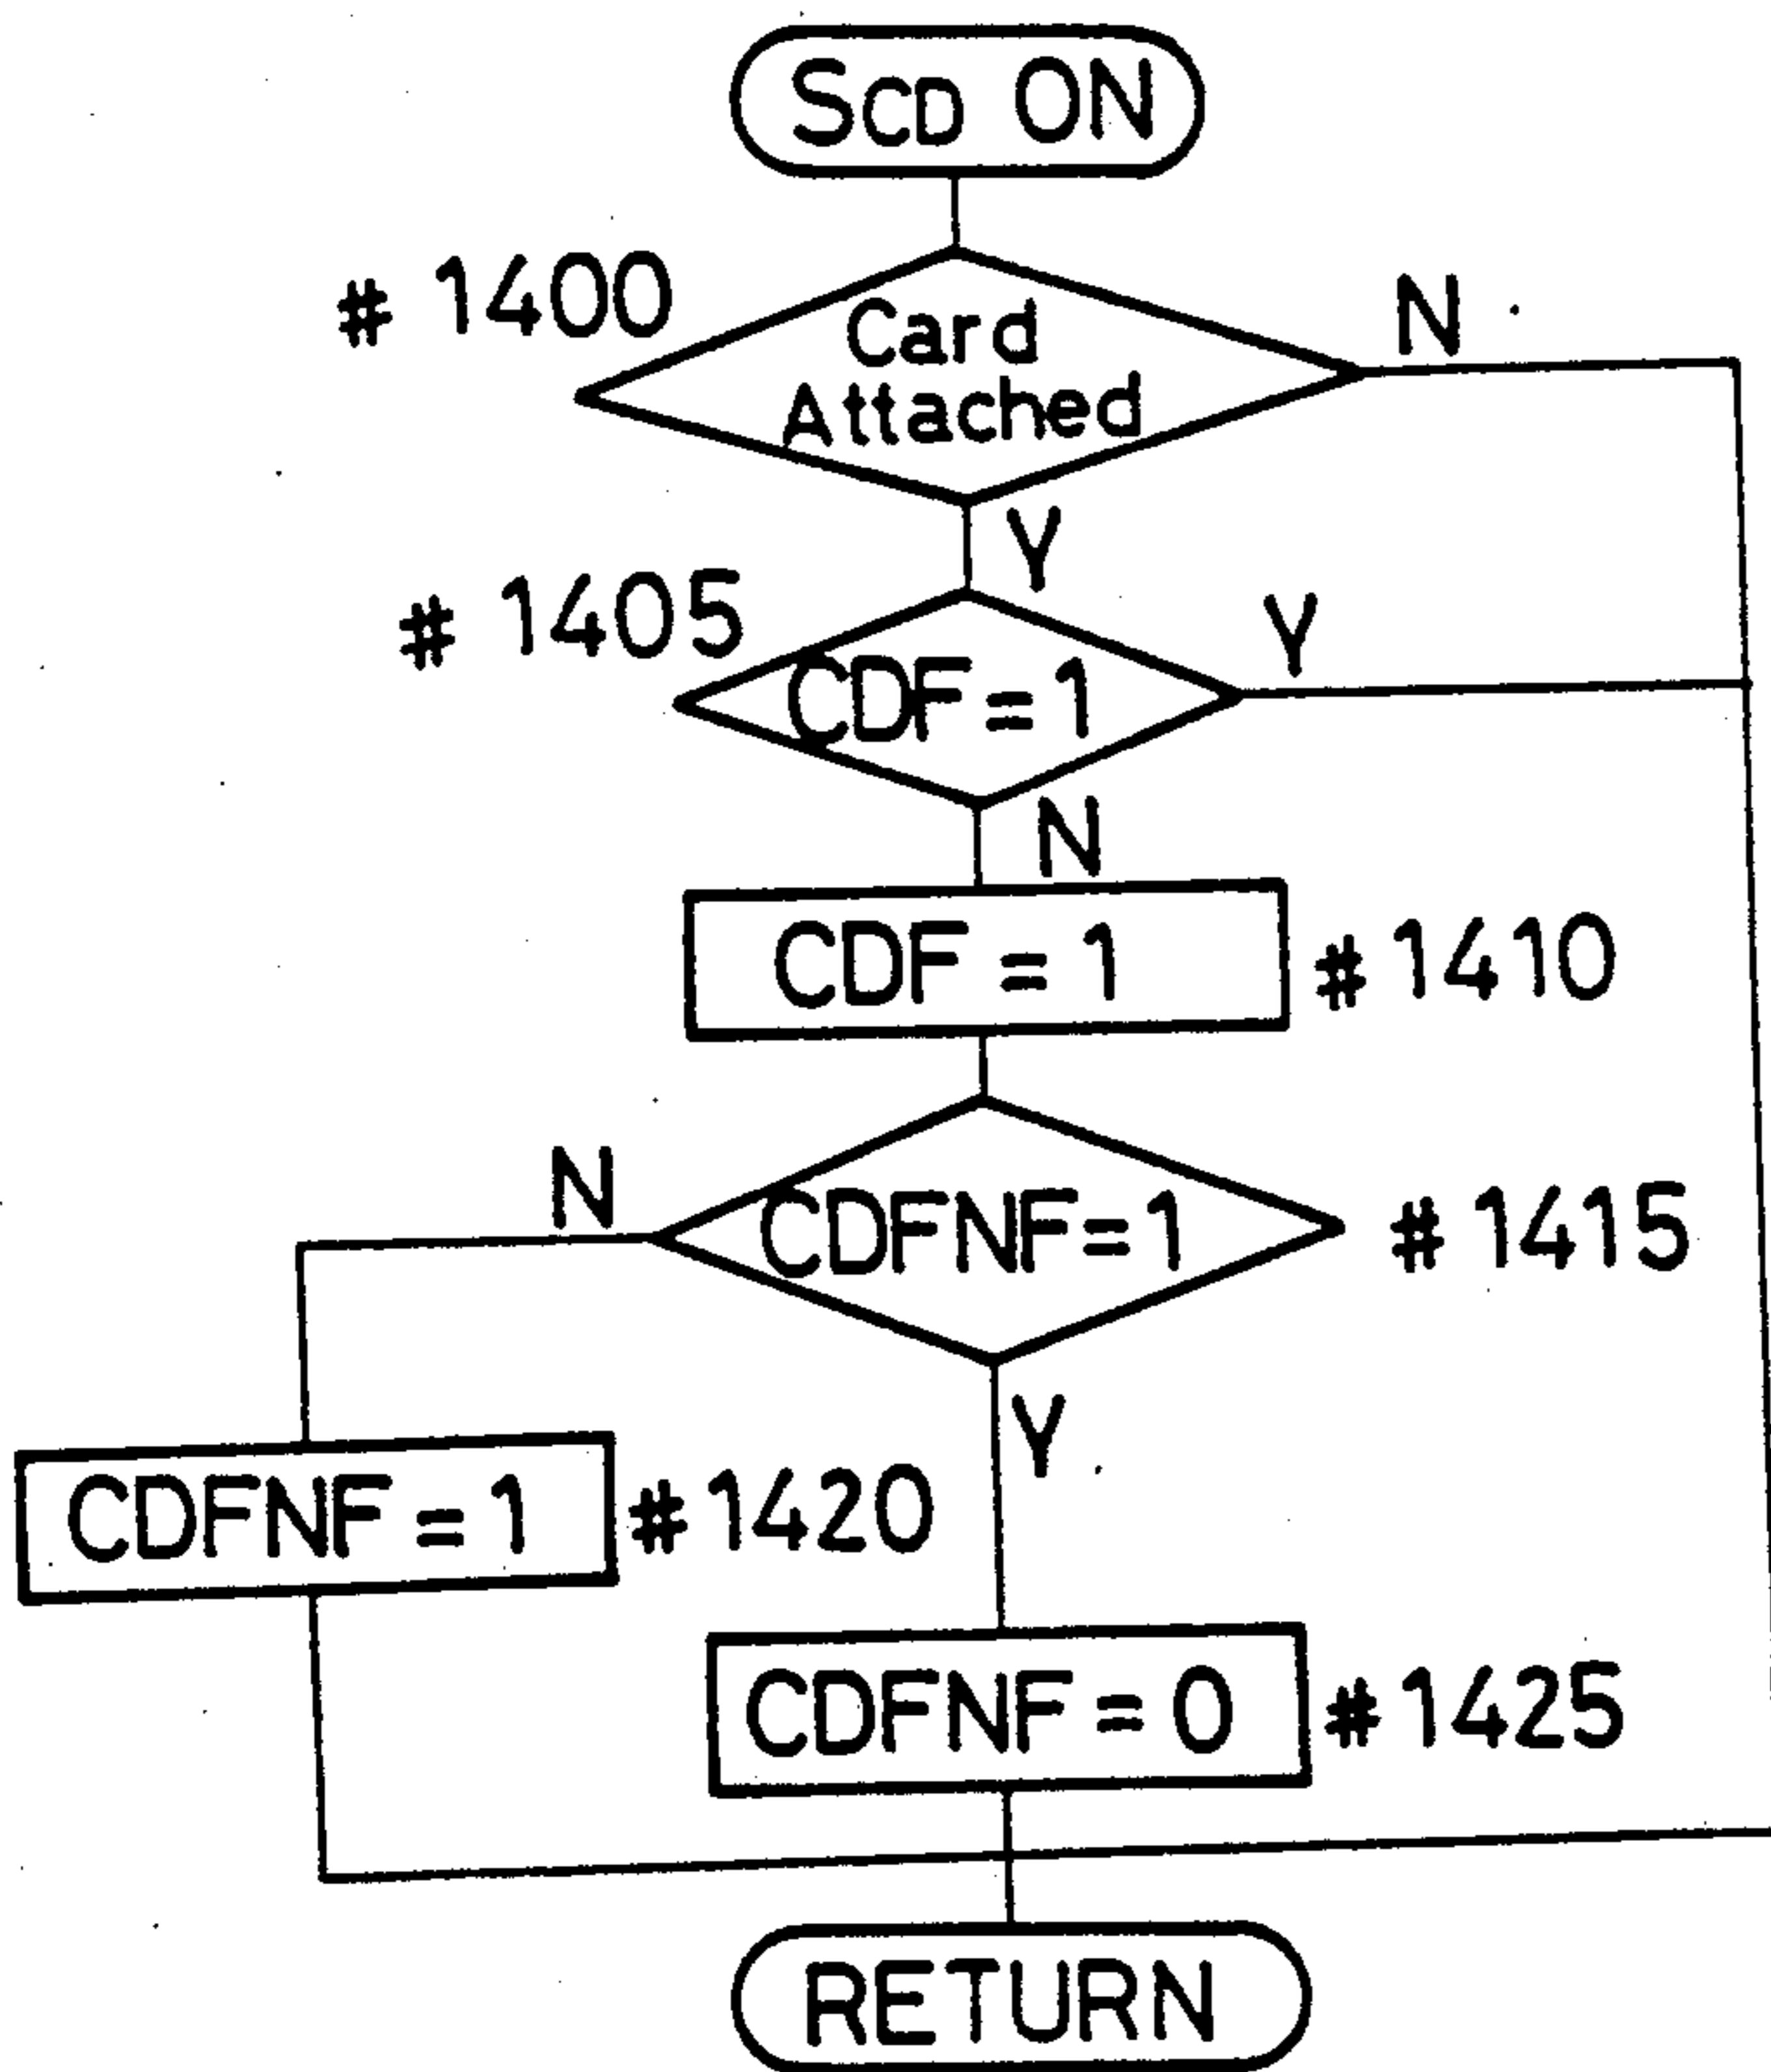 SCD ON
# 1400
Card
Attached
N
Y
# 1405
CDF=1
Y
N
CDF = 1
# 1410
CDFNF=1
# 1415
N
Y
CDFNF = 1
# 1420
CDFNF = 0
# 1425
RETURN